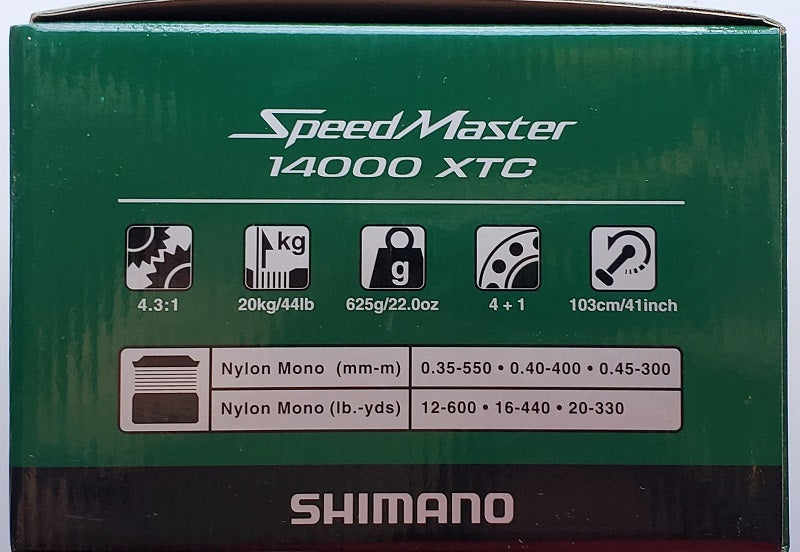 SpeedMaster
14000 XTC
kg
g
4.3:1 20kg/44lb 625g/22.0oz 4 + 1 103cm/41inch
Nylon Mono (mm-m) 0.35-550 • 0.40-400 • 0.45-300
Nylon Mono (lb.-yds) 12-600 • 16-440 • 20-330
SHIMANO